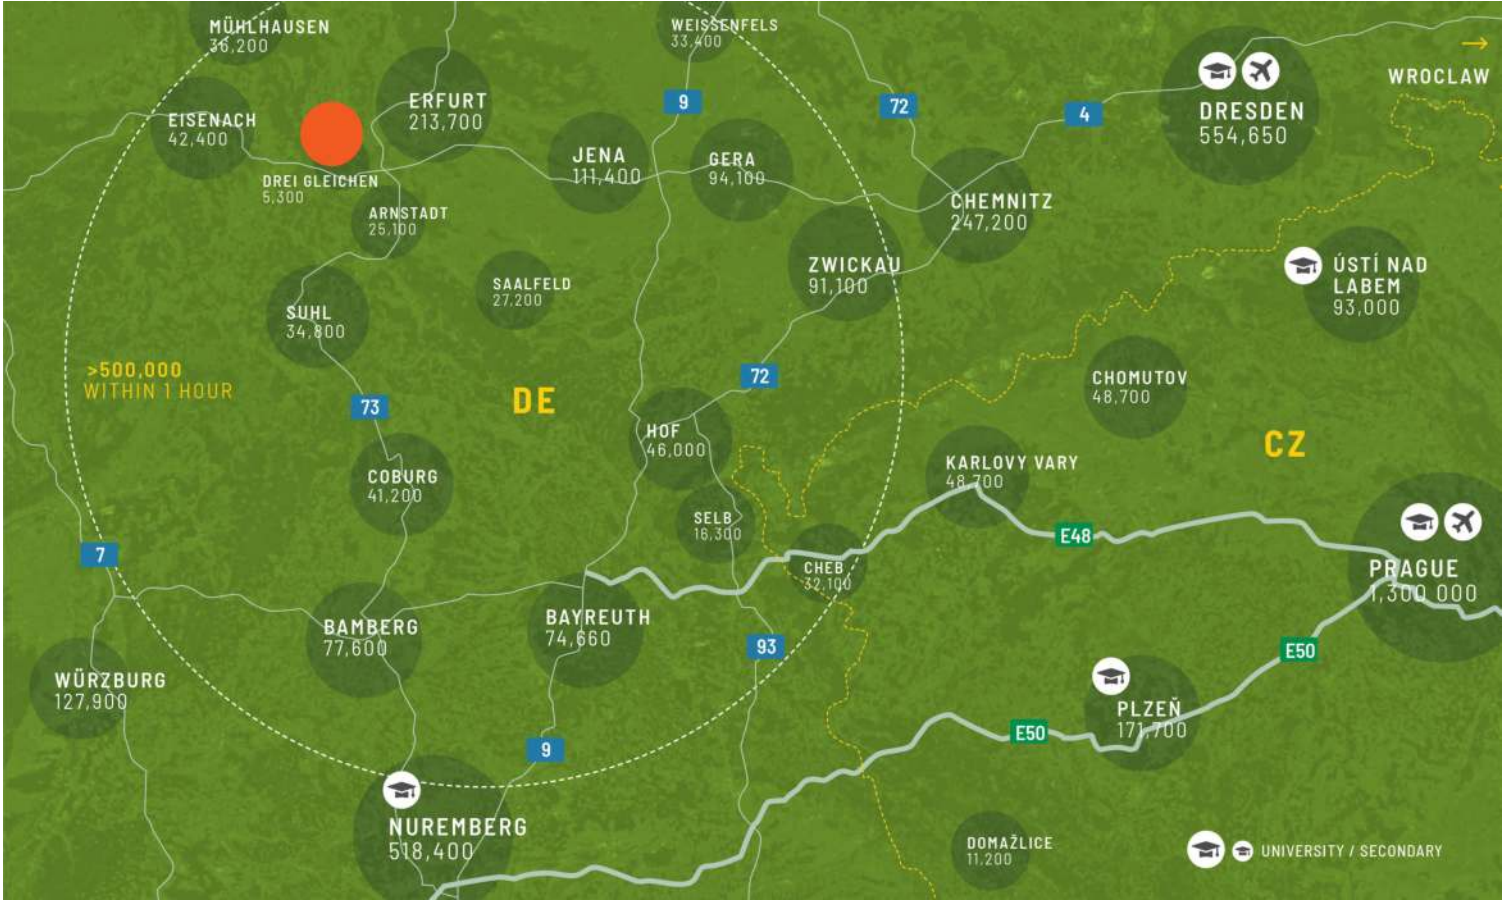 MÜHLHAUSEN
36,200
WEISSENFELS
33,400
WROCLAW
EISENACH
42,400
ERFURT
213,700
9
72
4
DRESDEN
554,650
DREI GLEICHEN
5,300
JENA
111,400
GERA
94,100
ARNSTADT
25,100
CHEMNITZ
247,200
SUHL
34,800
SAALFELD
27,200
ZWICKAU
91,100
ÚSTÍ NAD
LABEM
93,000
>500,000
WITHIN 1 HOUR
73
DE
72
CHOMUTOV
48,700
HOF
46,000
CZ
COBURG
41,200
KARLOVY VARY
48,700
SELB
16,300
E48
7
CHEB
32,100
PRAGUE
1,300 000
BAMBERG
77,600
BAYREUTH
74,660
93
E50
WÜRZBURG
127,900
PLZEŇ
171,700
9
E50
NUREMBERG
518,400
DOMAŽLICE
11,200
UNIVERSITY / SECONDARY